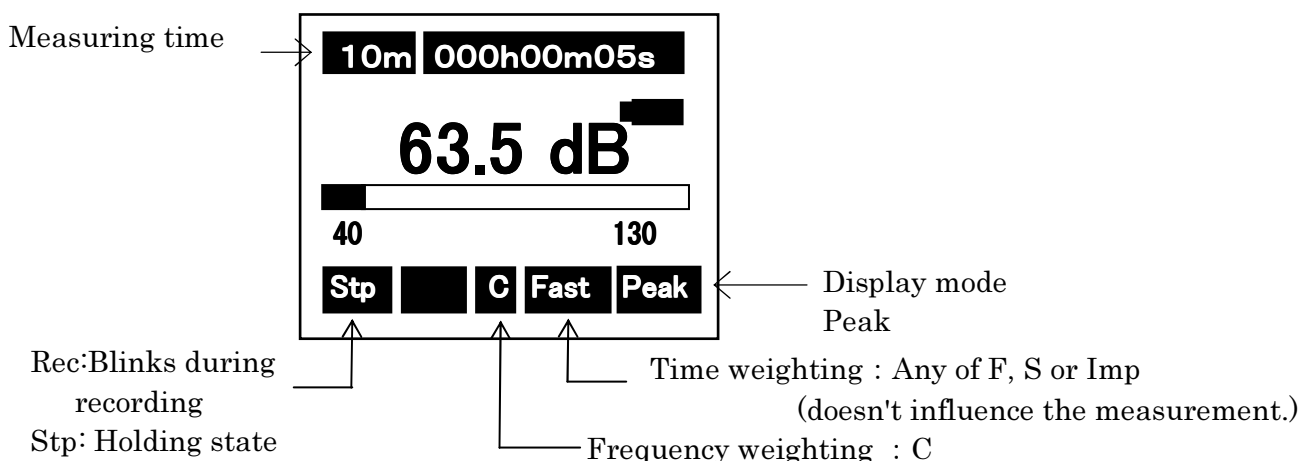 Measuring time
10m 000h00m05s
63.5 dB
40 130
Stp C Fast Peak
Display mode
Peak
Rec:Blinks during
recording
Stp: Holding state
Time weighting : Any of F, S or Imp
(doesn't influence the measurement.)
Frequency weighting : C